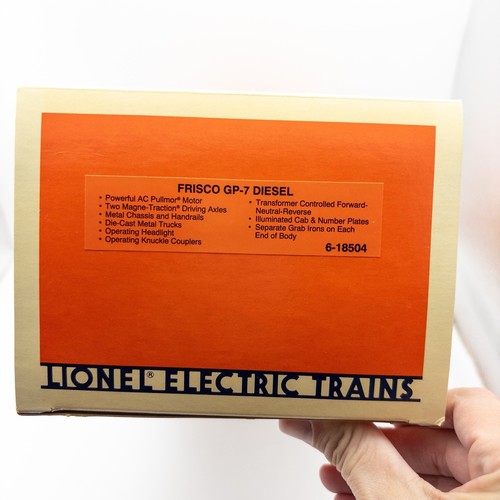 FRISCO GP-7 DIESEL
• Powerful AC Pullmor® Motor
• Two Magne-Traction® Driving Axles
• Metal Chassis and Handrails
• Die-Cast Metal Trucks
• Operating Headlight
• Operating Knuckle Couplers
• Transformer Controlled Forward-
Neutral-Reverse
• Illuminated Cab & Number Plates
• Separate Grab Irons on Each
End of Body
6-18504
LIONEL® ELECTRIC TRAINS